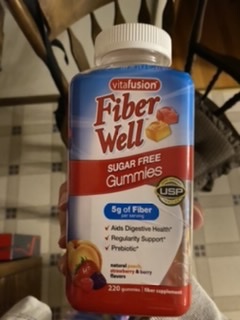 vitafusion
Fiber
Well
SUGAR FREE
Gummies
USP
5g of Fiber
per serving
✓ Aids Digestive Health*
✓ Regularity Support*
✓ Prebiotic*
natural peach,
strawberry & berry
flavors
220 gummies | fiber supplement